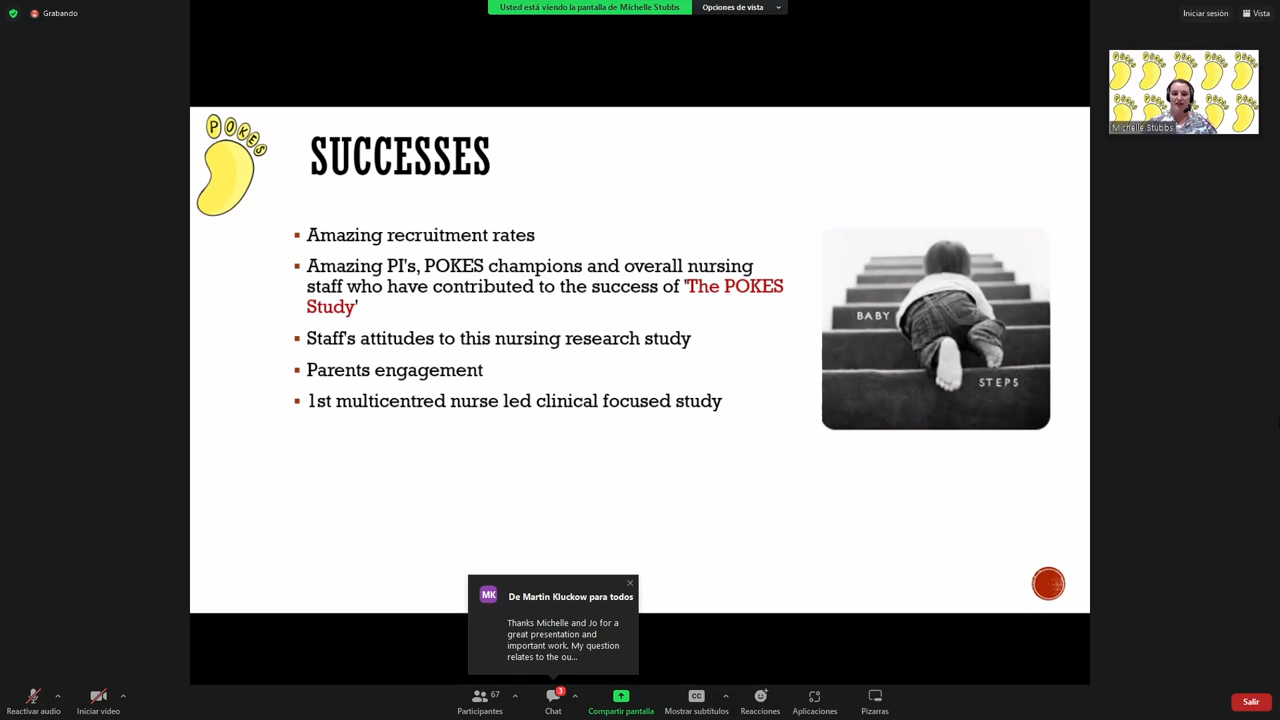 Grabando
Usted está viendo la pantalla de Michelle Stubbs
Opciones de vista
Iniciar sesión
Vista
Michelle Stubbs
POKES
SUCCESSES
Amazing recruitment rates
Amazing PI's, POKES champions and overall nursing
staff who have contributed to the success of 'The POKES
Study'
Staff's attitudes to this nursing research study
Parents engagement
1st multicentred nurse led clinical focused study
BABY
STEPS
MK
De Martin Kluckow para todos
Thanks Michelle and Jo for a
great presentation and
important work. My question
relates to the ou...
Reactivar audio
Iniciar video
67
Participantes
3
Chat
Compartir pantalla
CC
Mostrar subtítulos
Reacciones
Aplicaciones
Pizarras
Salir